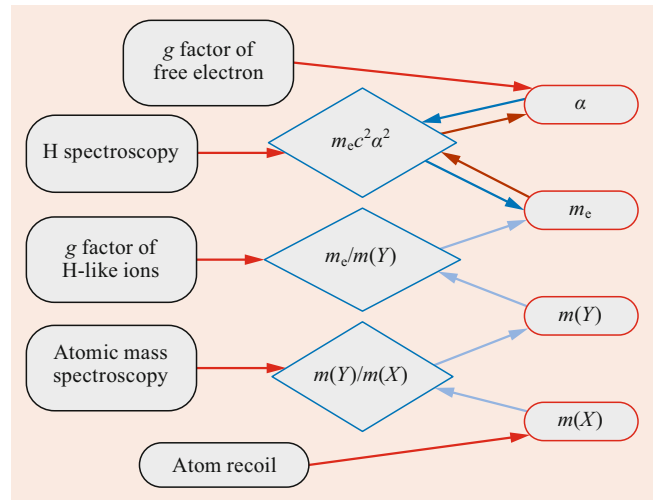 g factor of
free electron
α
mₑc²α²
H spectroscopy
mₑ
g factor of
H-like ions
mₑ/m(Y)
m(Y)
Atomic mass
spectroscopy
m(Y)/m(X)
m(X)
Atom recoil